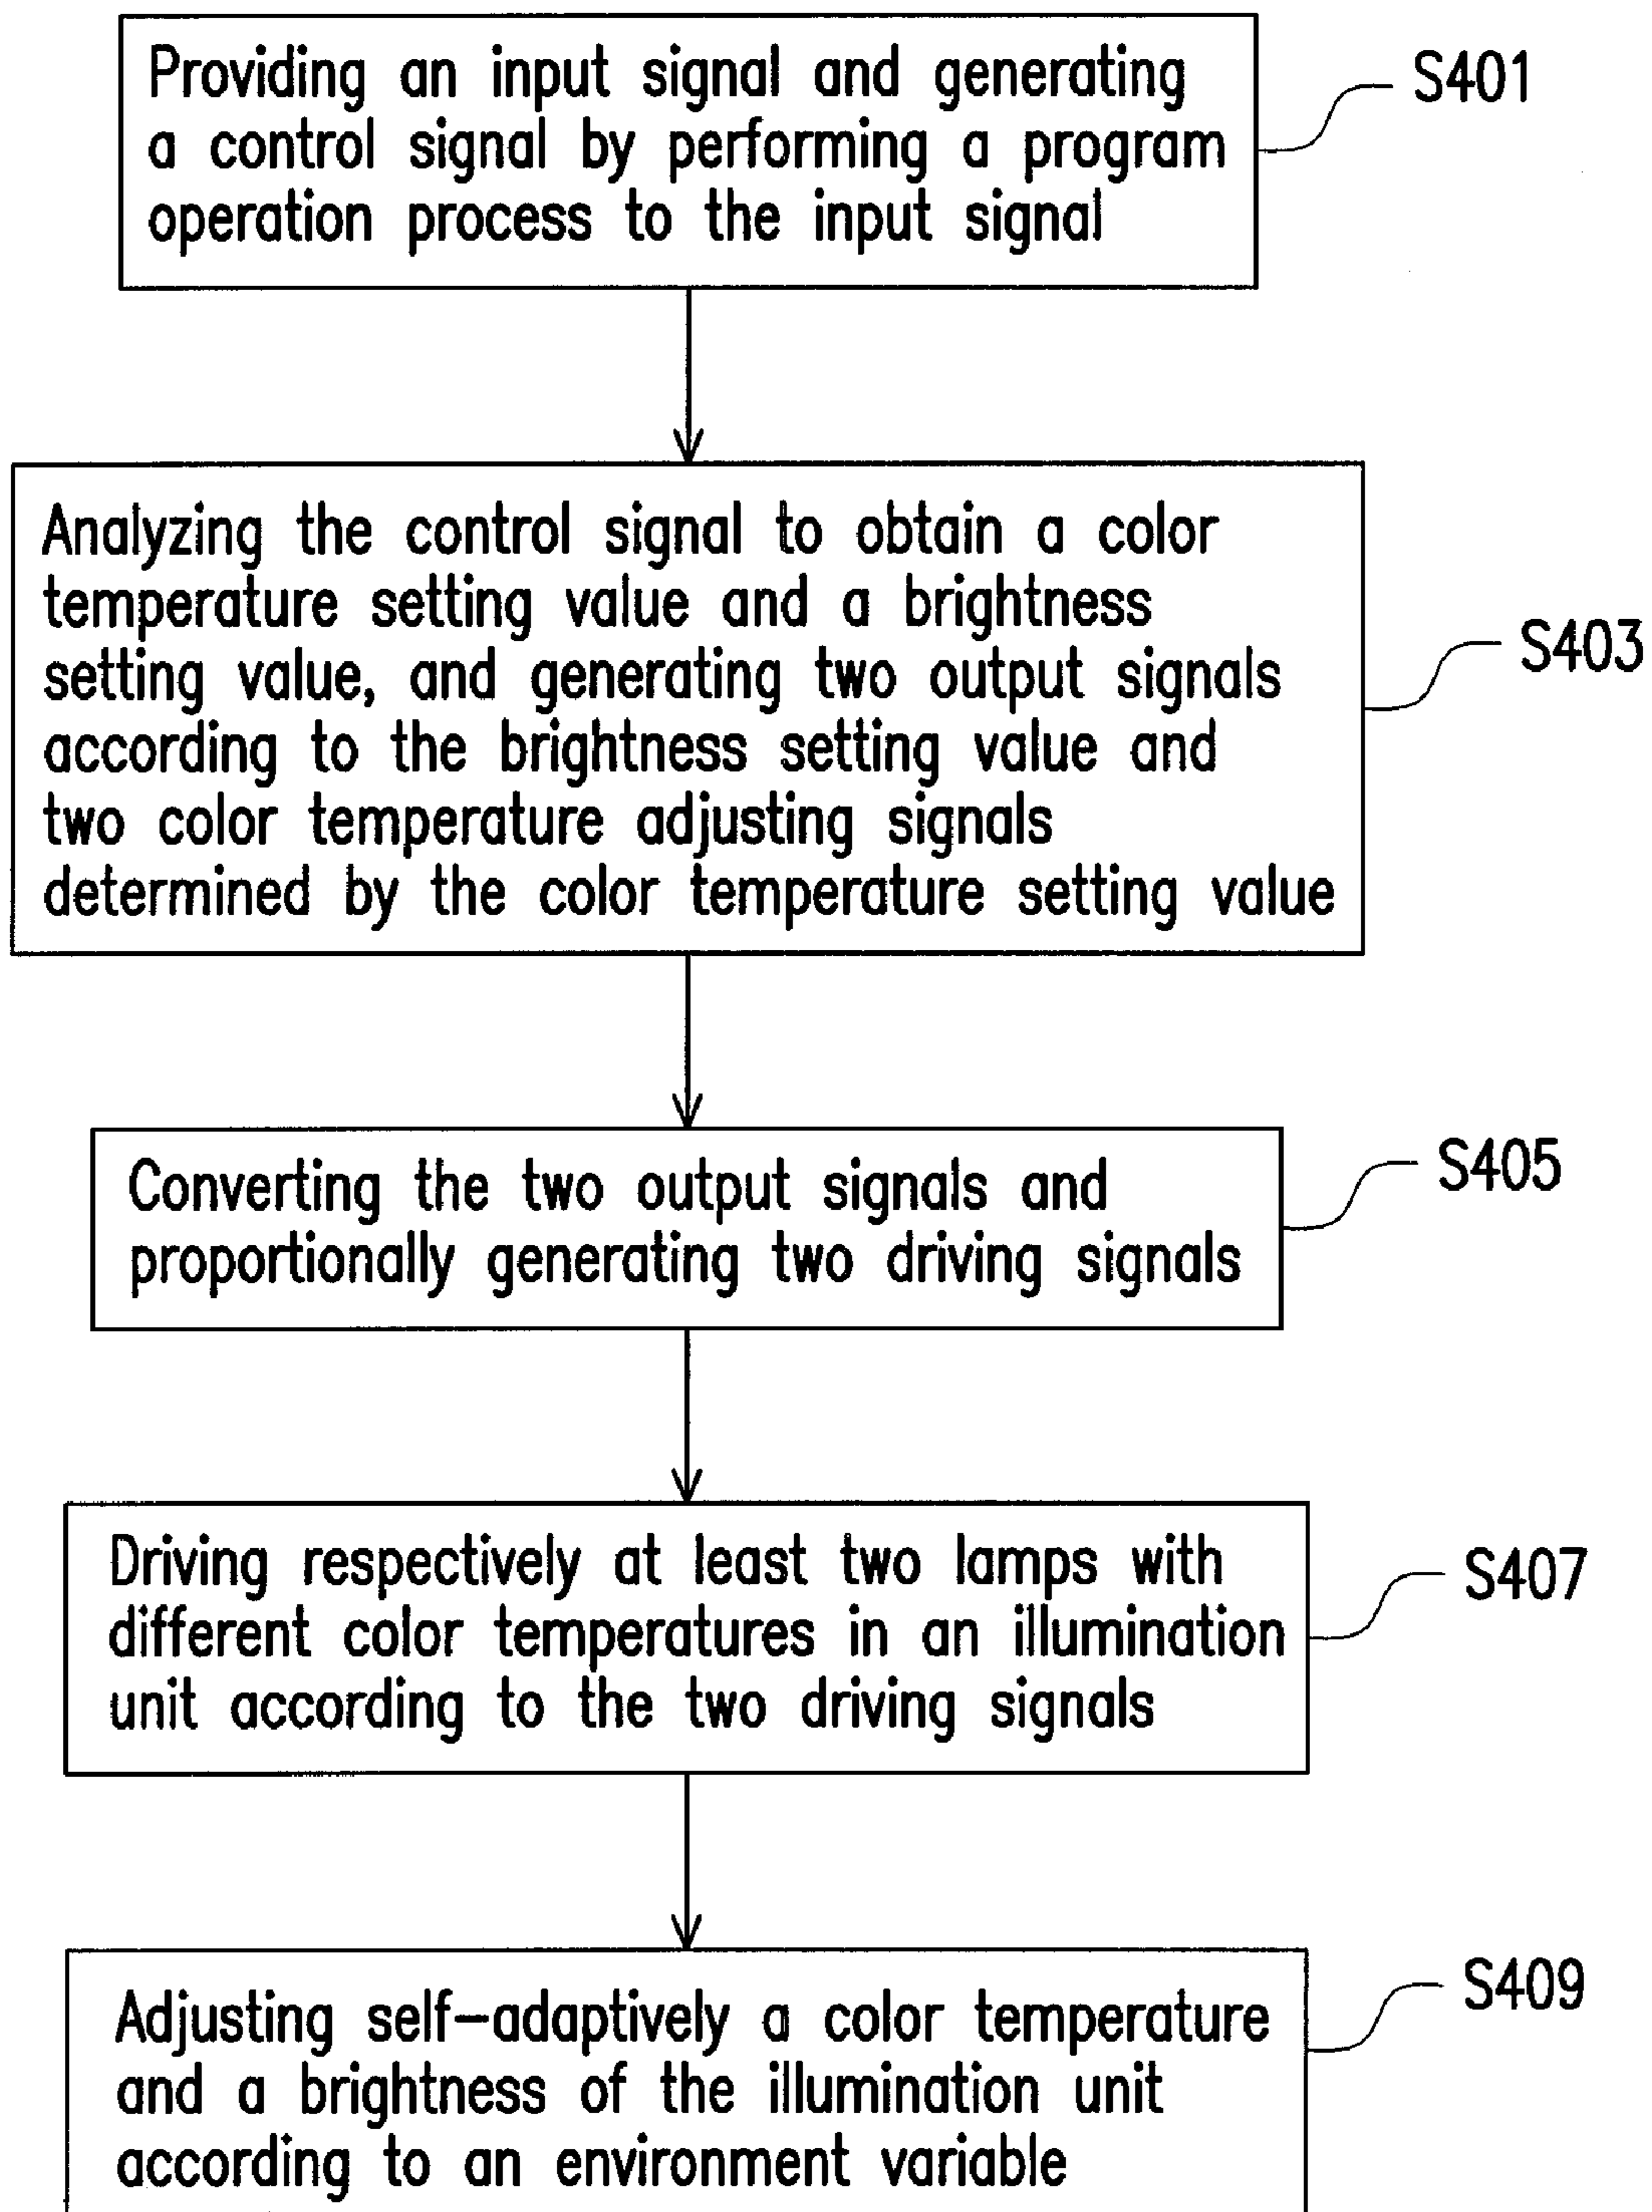 Providing an input signal and generating
a control signal by performing a program
operation process to the input signal
S401
Analyzing the control signal to obtain a color
temperature setting value and a brightness
setting value, and generating two output signals
according to the brightness setting value and
two color temperature adjusting signals
determined by the color temperature setting value
S403
Converting the two output signals and
proportionally generating two driving signals
S405
Driving respectively at least two lamps with
different color temperatures in an illumination
unit according to the two driving signals
S407
Adjusting self-adaptively a color temperature
and a brightness of the illumination unit
according to an environment variable
S409